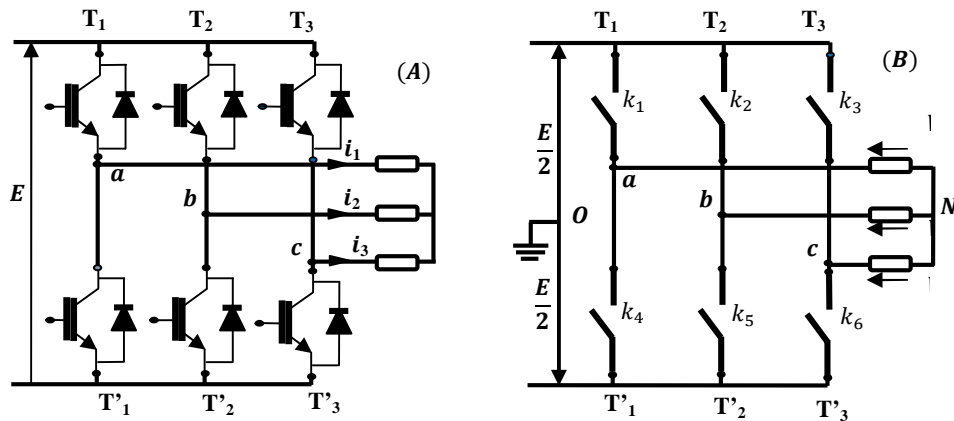 T₁ T₂ T₃
(A)
E
a
b
c
i₁
i₂
i₃
T'₁ T'₂ T'₃
T₁ T₂ T₃
(B)
k₁ k₂ k₃
E/2
a
b
c
O
N
E/2
k₄ k₅ k₆
T'₁ T'₂ T'₃